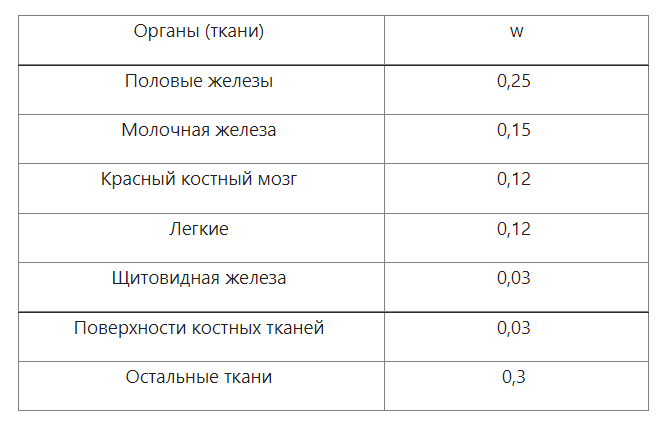 Органы (ткани) w
Половые железы 0,25
Молочная железа 0,15
Красный костный мозг 0,12
Легкие 0,12
Щитовидная железа 0,03
Поверхности костных тканей 0,03
Остальные ткани 0,3